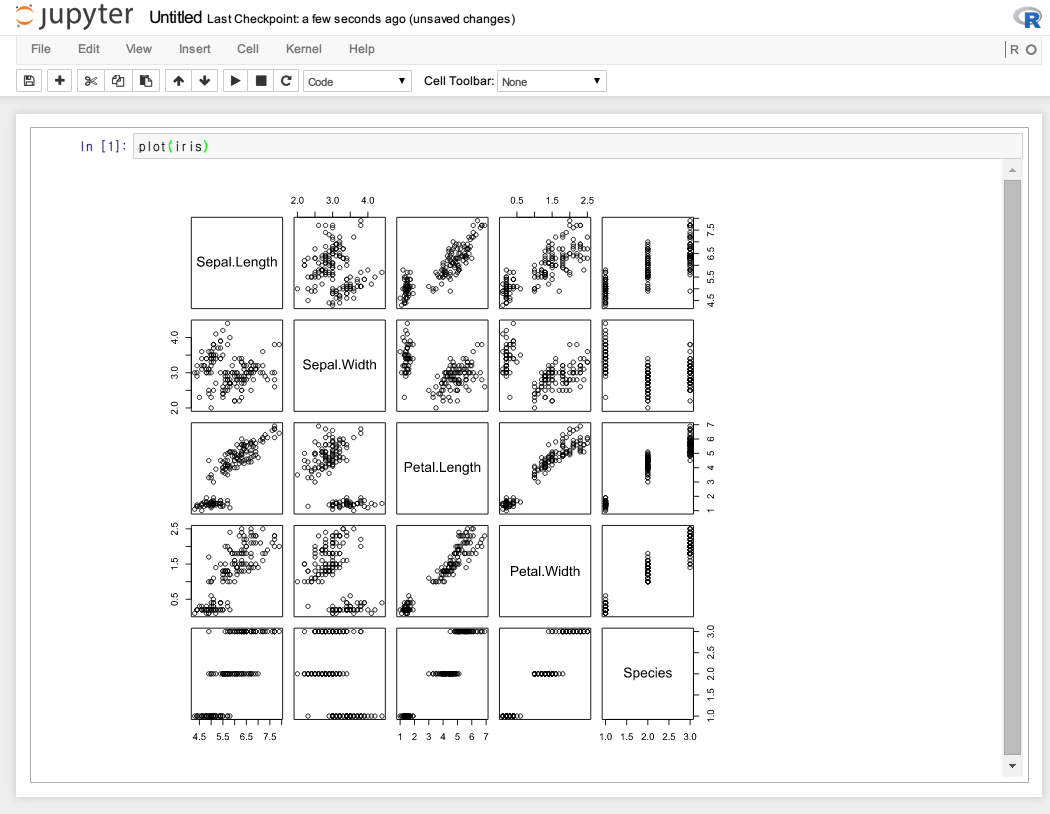 jupyter Untitled Last Checkpoint: a few seconds ago (unsaved changes) R
File Edit View Insert Cell Kernel Help R
Code Cell Toolbar: None
In [1]: plot(iris)
2.0 3.0 4.0 0.5 1.5 2.5
Sepal.Length 4.5 5.5 6.5 7.5
2.0 3.0 4.0 Sepal.Width
Petal.Length 1 2 3 4 5 6 7
0.5 1.5 2.5 Petal.Width
Species 1.0 1.5 2.0 2.5 3.0
4.5 5.5 6.5 7.5 1 2 3 4 5 6 7 1.0 1.5 2.0 2.5 3.0